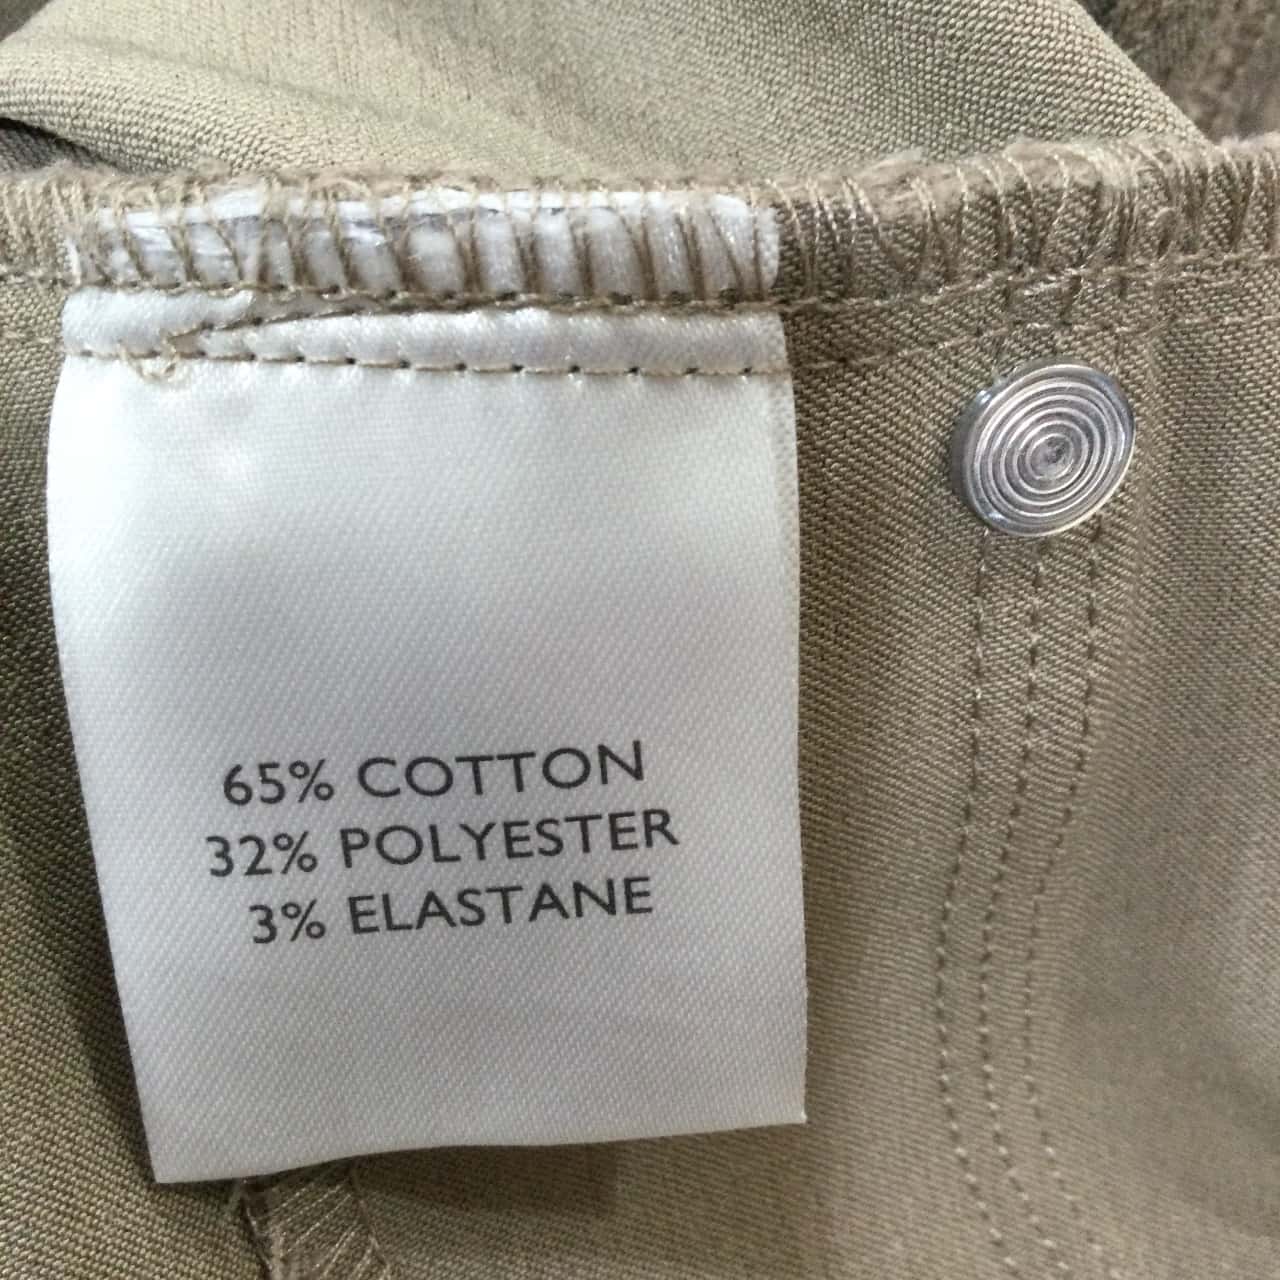 65% COTTON
32% POLYESTER
3% ELASTANE